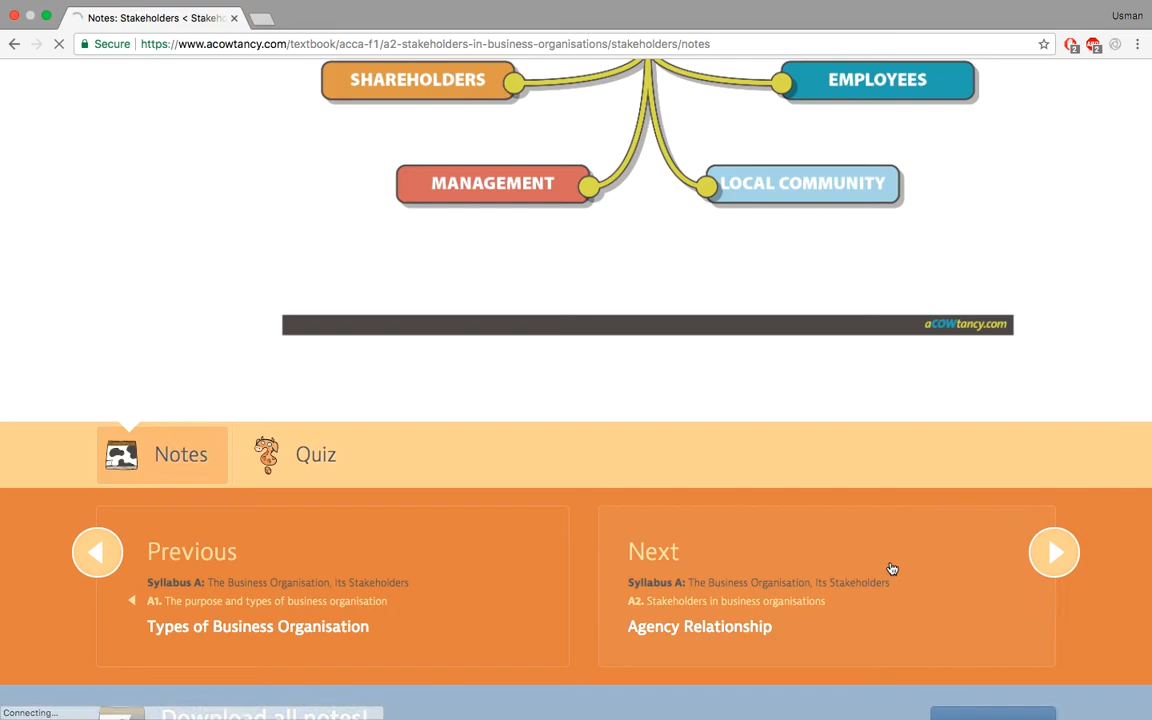 Notes: Stakeholders < Stakeho
Usman
Secure https://www.acowtancy.com/textbook/acca-f1/a2-stakeholders-in-business-organisations/stakeholders/notes
2 2
SHAREHOLDERS
EMPLOYEES
MANAGEMENT
LOCAL COMMUNITY
aCOWtancy.com
Notes
Quiz
Previous
Syllabus A: The Business Organisation, Its Stakeholders
A1. The purpose and types of business organisation
Types of Business Organisation
Next
Syllabus A: The Business Organisation, Its Stakeholders
A2. Stakeholders in business organisations
Agency Relationship
Connecting...
Download all notes!